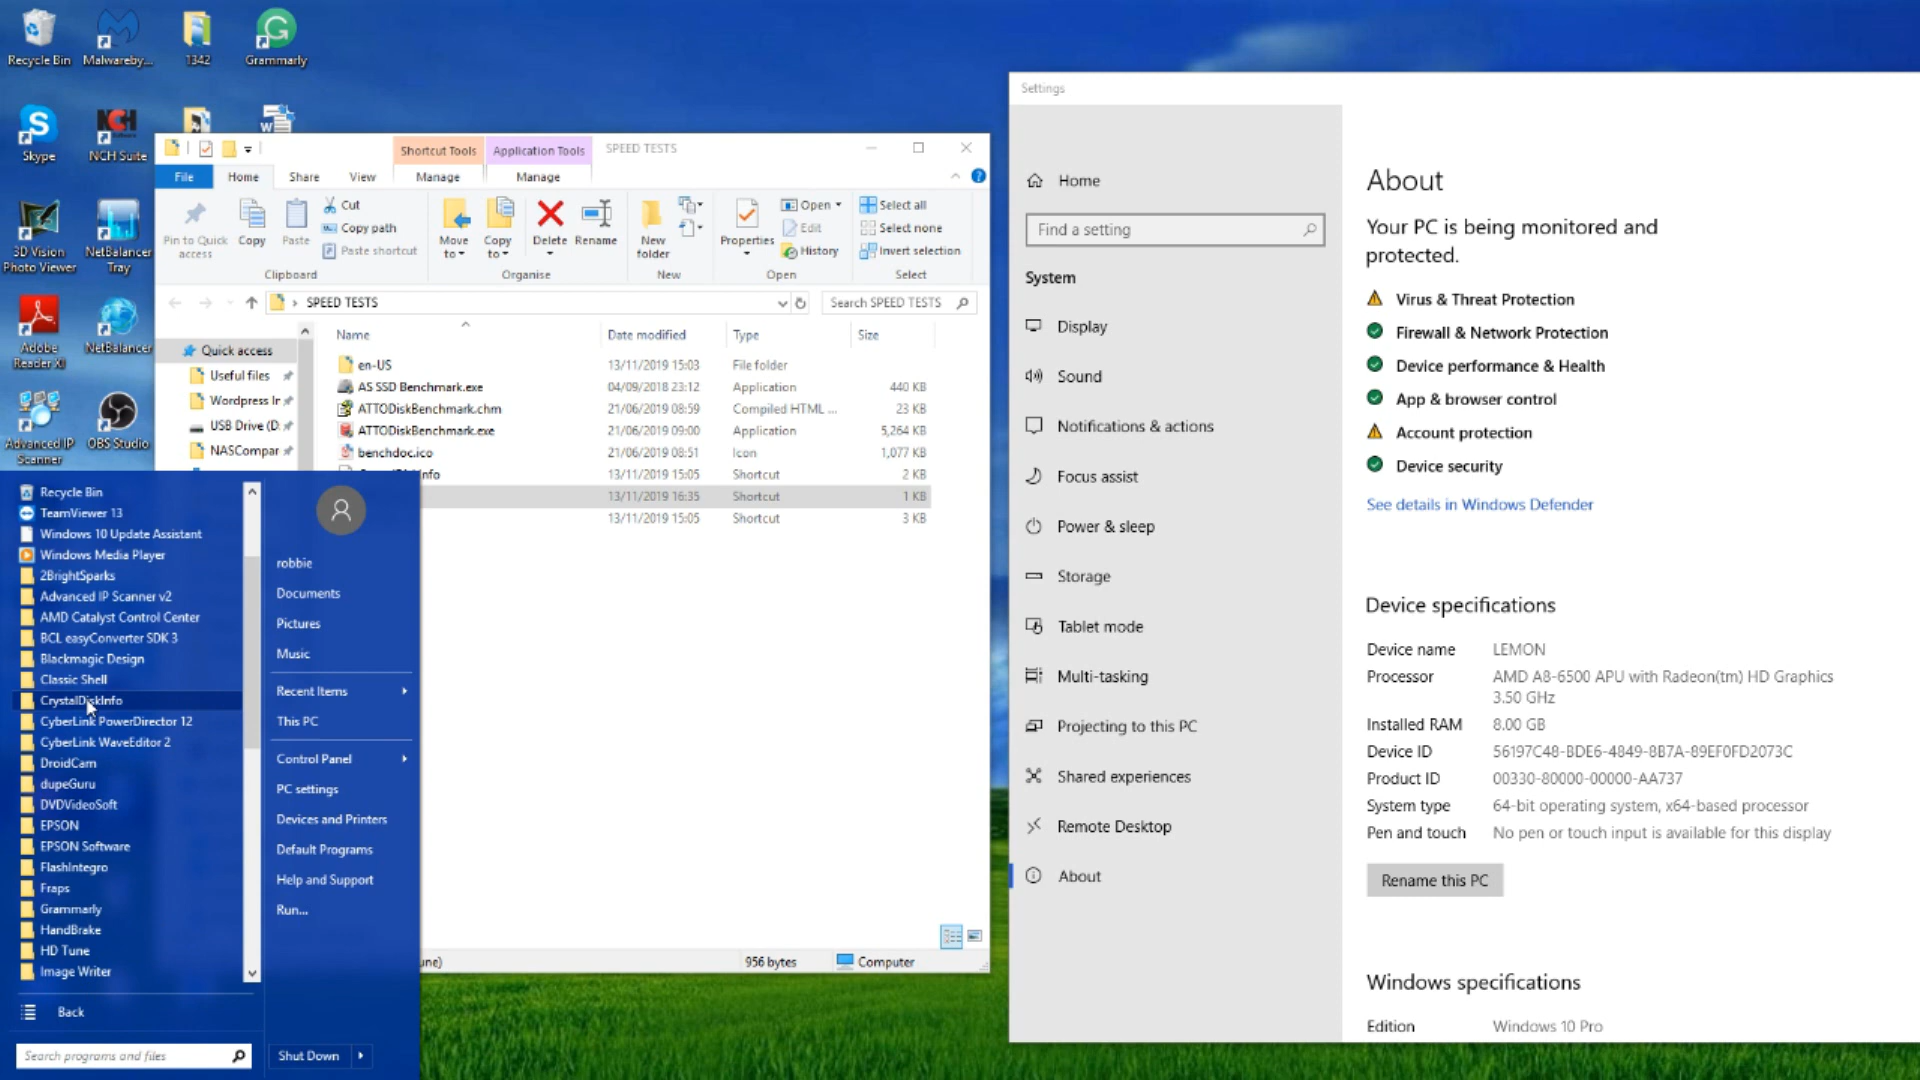 Recycle Bin
Malwareby...
1342
Grammarly
Skype
NCH Suite
3D Vision
Photo Viewer
NetBalancer
Tray
Adobe
Reader XI
NetBalancer
Advanced IP
Scanner
OBS Studio
Shortcut Tools
Application Tools
SPEED TESTS
File
Home
Share
View
Manage
Manage
Pin to Quick
access
Copy
Paste
Cut
Copy path
Paste shortcut
Clipboard
Move
to
Copy
to
Delete
Rename
Organise
New
folder
New
Properties
Open
Edit
History
Open
Select all
Select none
Invert selection
Select
SPEED TESTS
Search SPEED TESTS
Name
Date modified
Type
Size
Quick access
Useful files
Wordpress Ir
USB Drive (D:
NASCompar
en-US 13/11/2019 15:03 File folder
AS SSD Benchmark.exe 04/09/2018 23:12 Application 440 KB
ATTODiskBenchmark.chm 21/06/2019 08:59 Compiled HTML ... 23 KB
ATTODiskBenchmark.exe 21/06/2019 09:00 Application 5,264 KB
benchdoc.ico 21/06/2019 08:51 Icon 1,077 KB
13/11/2019 15:05 Shortcut 2 KB
13/11/2019 16:35 Shortcut 1 KB
13/11/2019 15:05 Shortcut 3 KB
une)
956 bytes
Computer
Recycle Bin
TeamViewer 13
Windows 10 Update Assistant
Windows Media Player
2BrightSparks
Advanced IP Scanner v2
AMD Catalyst Control Center
BCL easyConverter SDK 3
Blackmagic Design
Classic Shell
CrystalDiskInfo
CyberLink PowerDirector 12
CyberLink WaveEditor 2
DroidCam
dupeGuru
DVDVideoSoft
EPSON
EPSON Software
FlashIntegro
Fraps
Grammarly
HandBrake
HD Tune
Image Writer
Back
Search programs and files
robbie
Documents
Pictures
Music
Recent Items
This PC
Control Panel
PC settings
Devices and Printers
Default Programs
Help and Support
Run...
Shut Down
Settings
Home
Find a setting
System
Display
Sound
Notifications & actions
Focus assist
Power & sleep
Storage
Tablet mode
Multi-tasking
Projecting to this PC
Shared experiences
Remote Desktop
About
About
Your PC is being monitored and
protected.
Virus & Threat Protection
Firewall & Network Protection
Device performance & Health
App & browser control
Account protection
Device security
See details in Windows Defender
Device specifications
Device name LEMON
Processor AMD A8-6500 APU with Radeon(tm) HD Graphics
3.50 GHz
Installed RAM 8.00 GB
Device ID 56197C48-BDE6-4849-8B7A-89EF0FD2073C
Product ID 00330-80000-00000-AA737
System type 64-bit operating system, x64-based processor
Pen and touch No pen or touch input is available for this display
Rename this PC
Windows specifications
Edition Windows 10 Pro